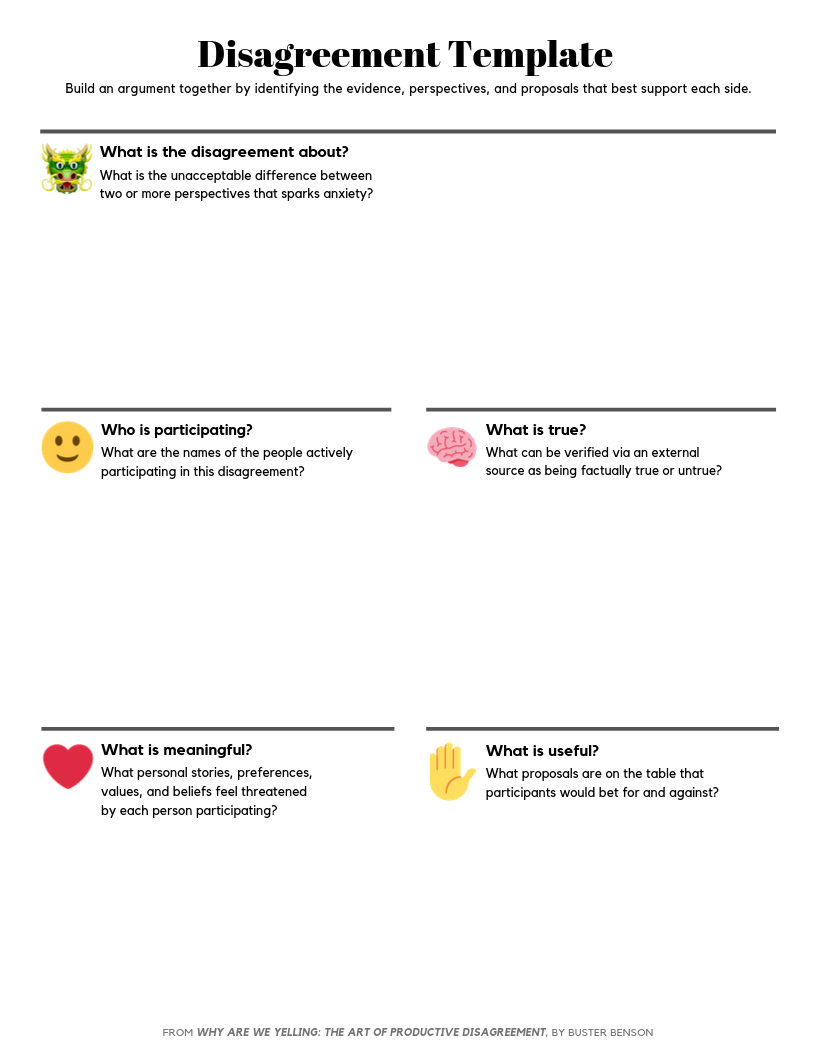 Disagreement Template
Build an argument together by identifying the evidence, perspectives, and proposals that best support each side.
What is the disagreement about?
What is the unacceptable difference between
two or more perspectives that sparks anxiety?
Who is participating?
What are the names of the people actively
participating in this disagreement?
What is true?
What can be verified via an external
source as being factually true or untrue?
What is meaningful?
What personal stories, preferences,
values, and beliefs feel threatened
by each person participating?
What is useful?
What proposals are on the table that
participants would bet for and against?
FROM WHY ARE WE YELLING: THE ART OF PRODUCTIVE DISAGREEMENT, BY BUSTER BENSON